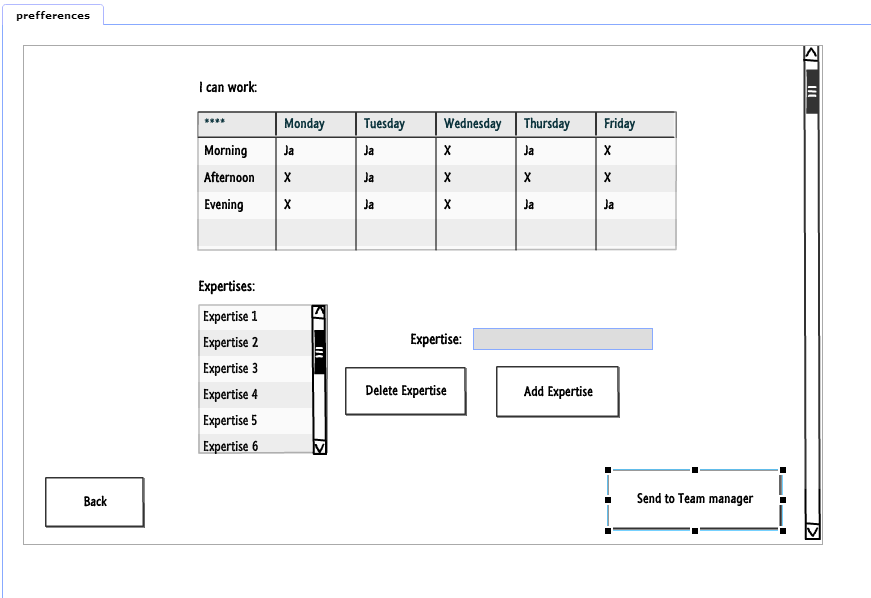 prefferences
I can work:
**** Monday Tuesday Wednesday Thursday Friday
Morning Ja Ja X Ja X
Afternoon X Ja X X X
Evening X Ja X Ja Ja
Expertises:
Expertise 1
Expertise 2
Expertise 3
Expertise 4
Expertise 5
Expertise 6
Expertise:
Delete Expertise Add Expertise
Back Send to Team manager